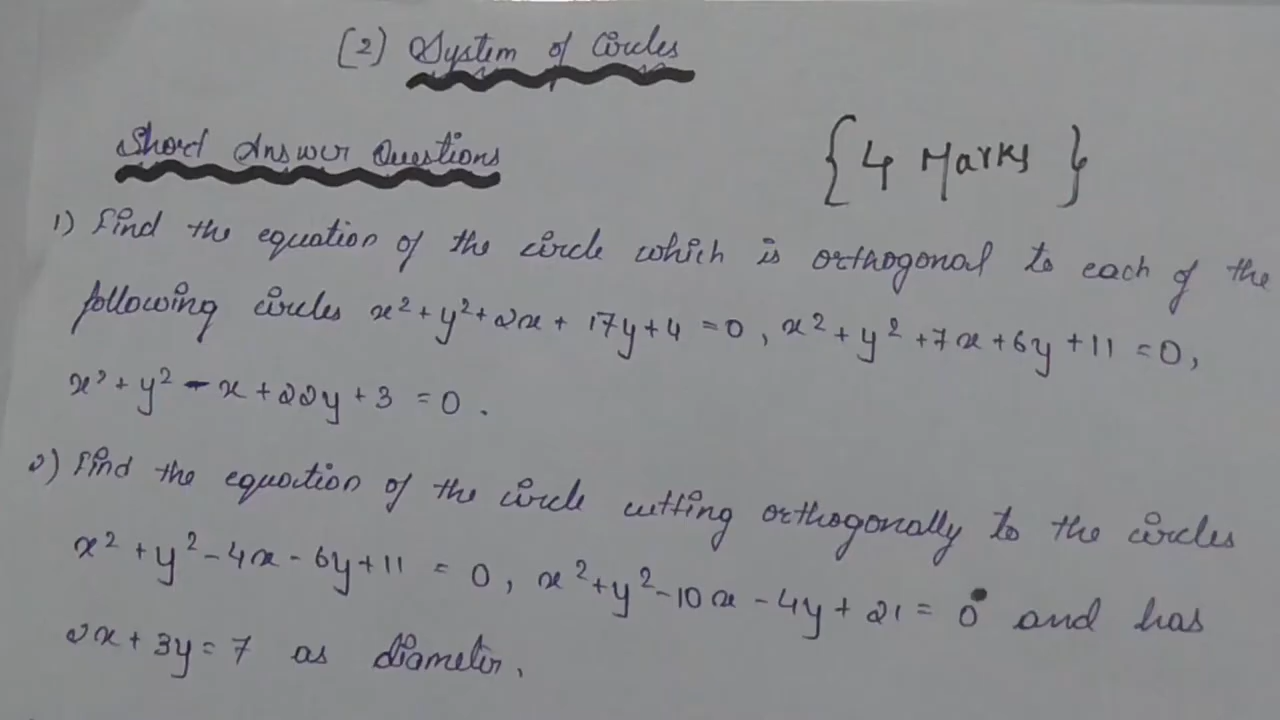 (2) System of Circles
Short Answer Questions
{4 Marks}
1) Find the equation of the circle which is orthogonal to each of the
following circles x²+y²+2x+17y+4=0, x²+y²+7x+6y+11=0,
x²+y²-x+22y+3=0.
2) Find the equation of the circle cutting orthogonally to the circles
x²+y²-4x-6y+11=0, x²+y²-10x-4y+21=0 and has
2x+3y=7 as diameter.